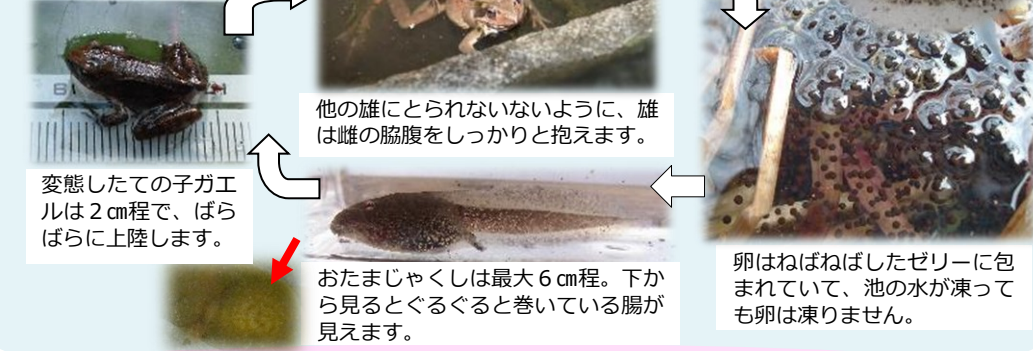 他の雄にとられないないように、雄
は雌の脇腹をしっかりと抱えます。
変態したての子ガエ
ルは２㎝程で、ばら
ばらに上陸します。
おたまじゃくしは最大６㎝程。下か
ら見るとぐるぐると巻いている腸が
見えます。
卵はねばねばしたゼリーに包
まれていて、池の水が凍って
も卵は凍りません。